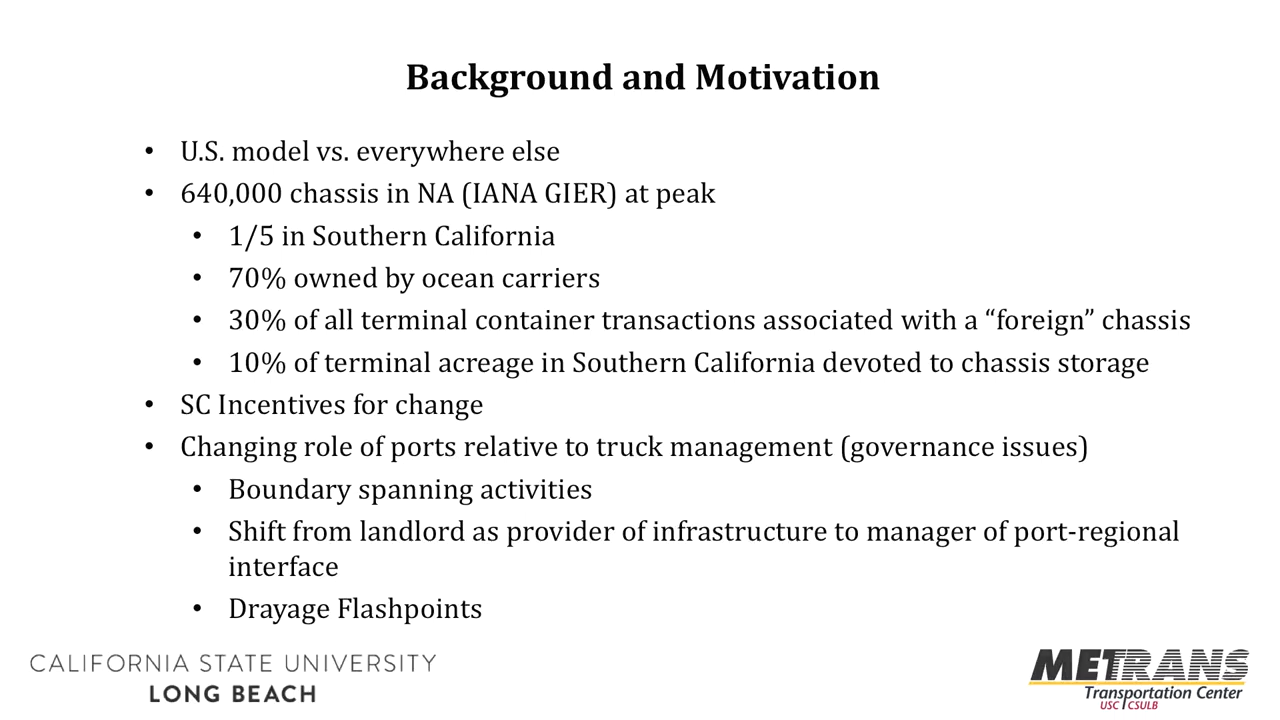 Background and Motivation
• U.S. model vs. everywhere else
• 640,000 chassis in NA (IANA GIER) at peak
• 1/5 in Southern California
• 70% owned by ocean carriers
• 30% of all terminal container transactions associated with a “foreign” chassis
• 10% of terminal acreage in Southern California devoted to chassis storage
• SC Incentives for change
• Changing role of ports relative to truck management (governance issues)
• Boundary spanning activities
• Shift from landlord as provider of infrastructure to manager of port-regional
interface
• Drayage Flashpoints
CALIFORNIA STATE UNIVERSITY
LONG BEACH
METRANS
Transportation Center
USC | CSULB